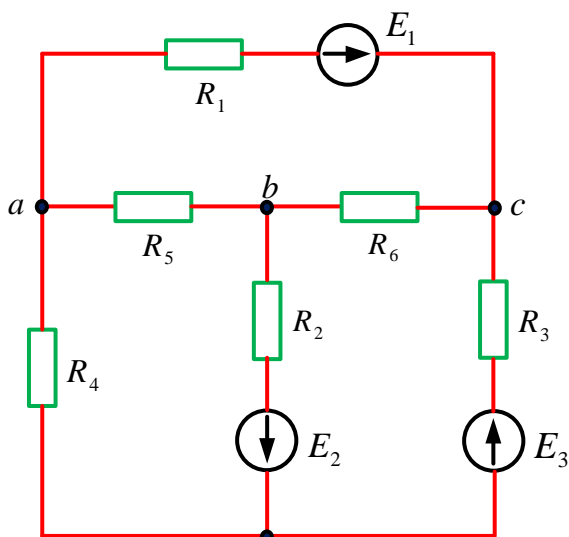 E₁
R₁
a
b
c
R₅
R₆
R₂
R₃
R₄
E₂
E₃